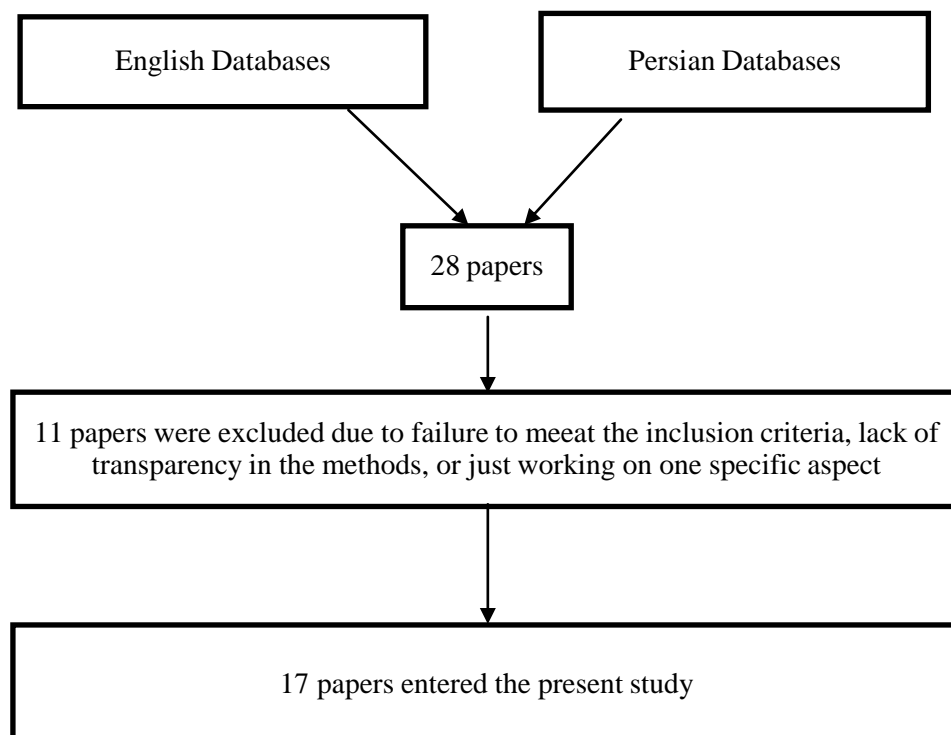 English Databases
Persian Databases
28 papers
11 papers were excluded due to failure to meeat the inclusion criteria, lack of
transparency in the methods, or just working on one specific aspect
17 papers entered the present study